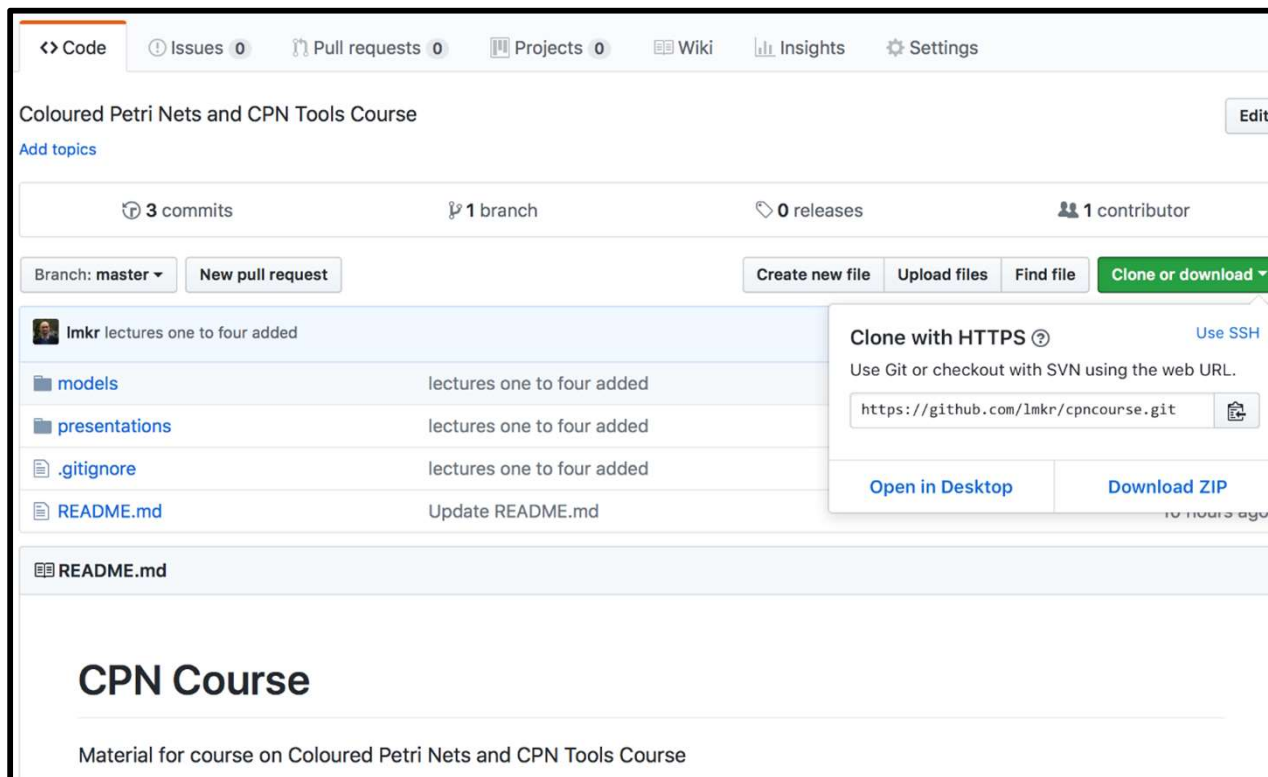 <> Code Issues 0 Pull requests 0 Projects 0 Wiki Insights Settings
Coloured Petri Nets and CPN Tools Course
Edit
Add topics
3 commits 1 branch 0 releases 1 contributor
Branch: master New pull request Create new file Upload files Find file Clone or download
lmkr lectures one to four added
Clone with HTTPS Use SSH
Use Git or checkout with SVN using the web URL.
https://github.com/lmkr/cpncourse.git
Open in Desktop Download ZIP
models lectures one to four added
presentations lectures one to four added
.gitignore lectures one to four added
README.md Update README.md 10 hours ago
README.md
CPN Course
Material for course on Coloured Petri Nets and CPN Tools Course